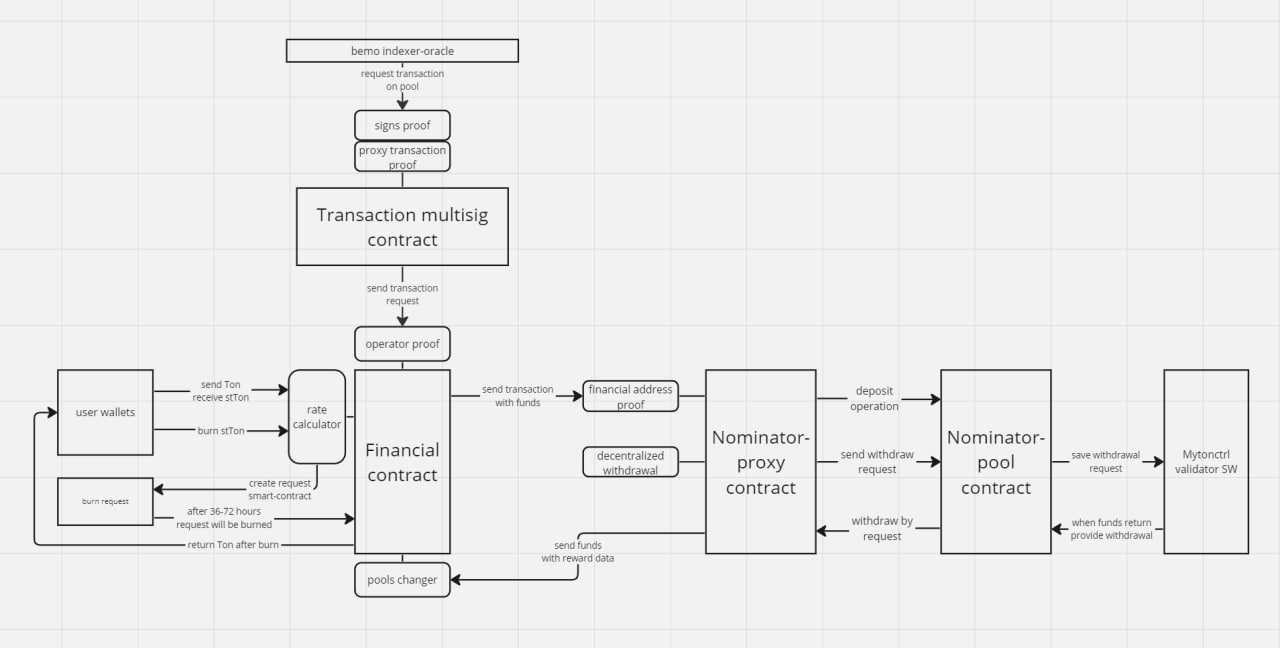 bemo indexer-oracle
request transaction
on pool
signs proof
proxy transaction
proof
Transaction multisig
contract
send transaction
request
operator proof
user wallets
send Ton
receive stTon
burn stTon
rate
calculator
Financial
contract
send transaction
with funds
financial address
proof
decentralized
withdrawal
Nominator-
proxy
contract
deposit
operation
send withdraw
request
withdraw by
request
Nominator-
pool
contract
save withdrawal
request
when funds return
provide withdrawal
Mytonctrl
validator SW
burn request
create request
smart-contract
after 36-72 hours
request will be burned
return Ton after burn
send funds
with reward data
pools changer